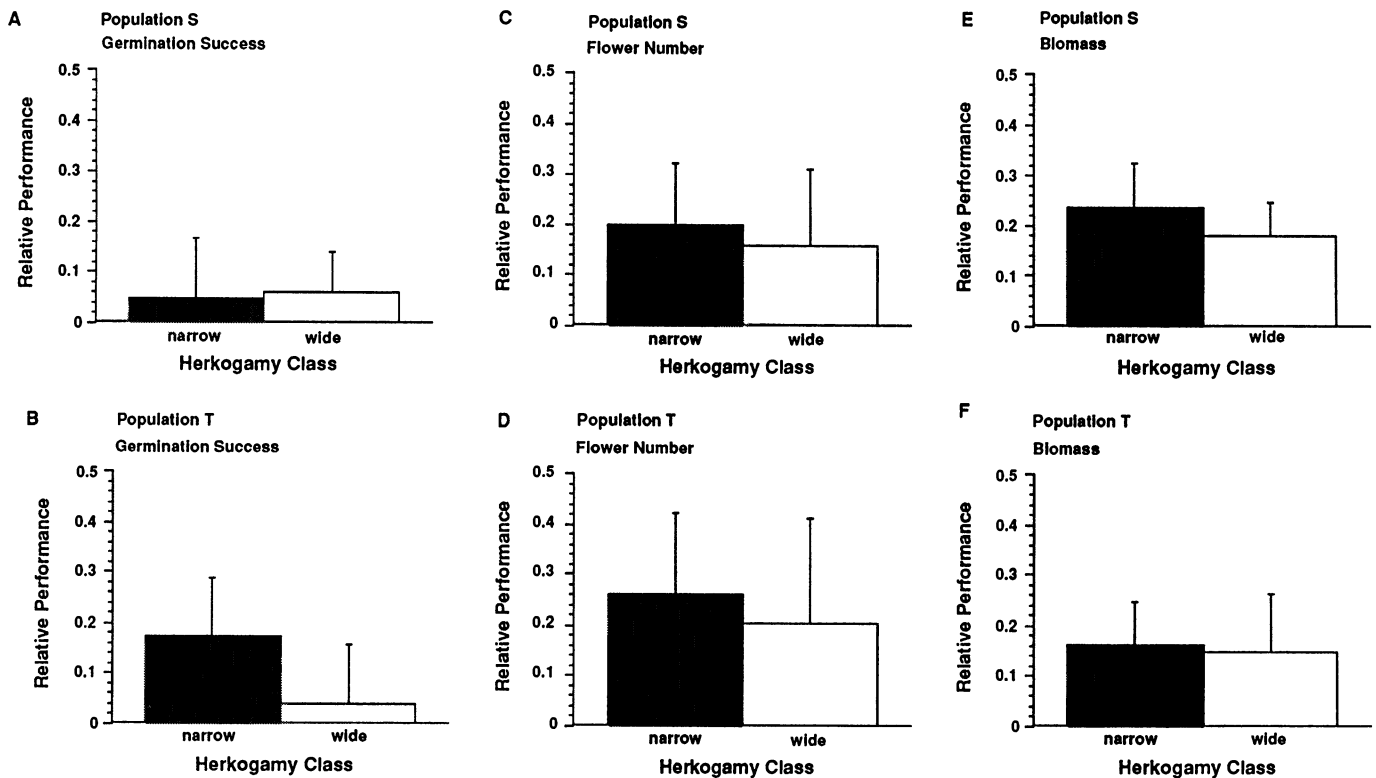 A
Population S
Germination Success
Relative Performance
0.5
0.4
0.3
0.2
0.1
0
narrow
wide
Herkogamy Class
C
Population S
Flower Number
Relative Performance
0.5
0.4
0.3
0.2
0.1
0
narrow
wide
Herkogamy Class
E
Population S
Biomass
Relative Performance
0.5
0.4
0.3
0.2
0.1
0
narrow
wide
Herkogamy Class
B
Population T
Germination Success
Relative Performance
0.5
0.4
0.3
0.2
0.1
0
narrow
wide
Herkogamy Class
D
Population T
Flower Number
Relative Performance
0.5
0.4
0.3
0.2
0.1
0
narrow
wide
Herkogamy Class
F
Population T
Biomass
Relative Performance
0.5
0.4
0.3
0.2
0.1
0
narrow
wide
Herkogamy Class